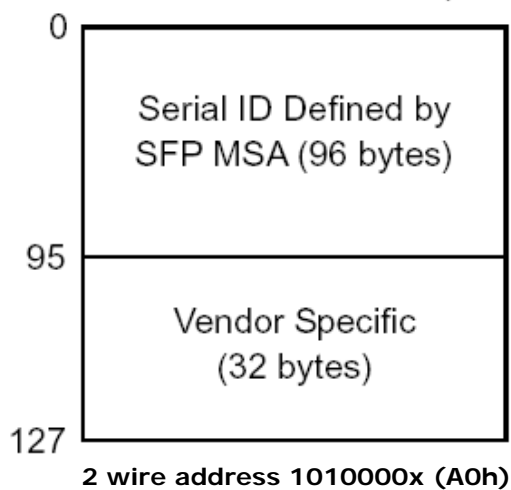 0
Serial ID Defined by
SFP MSA (96 bytes)
95
Vendor Specific
(32 bytes)
127
2 wire address 1010000x (A0h)